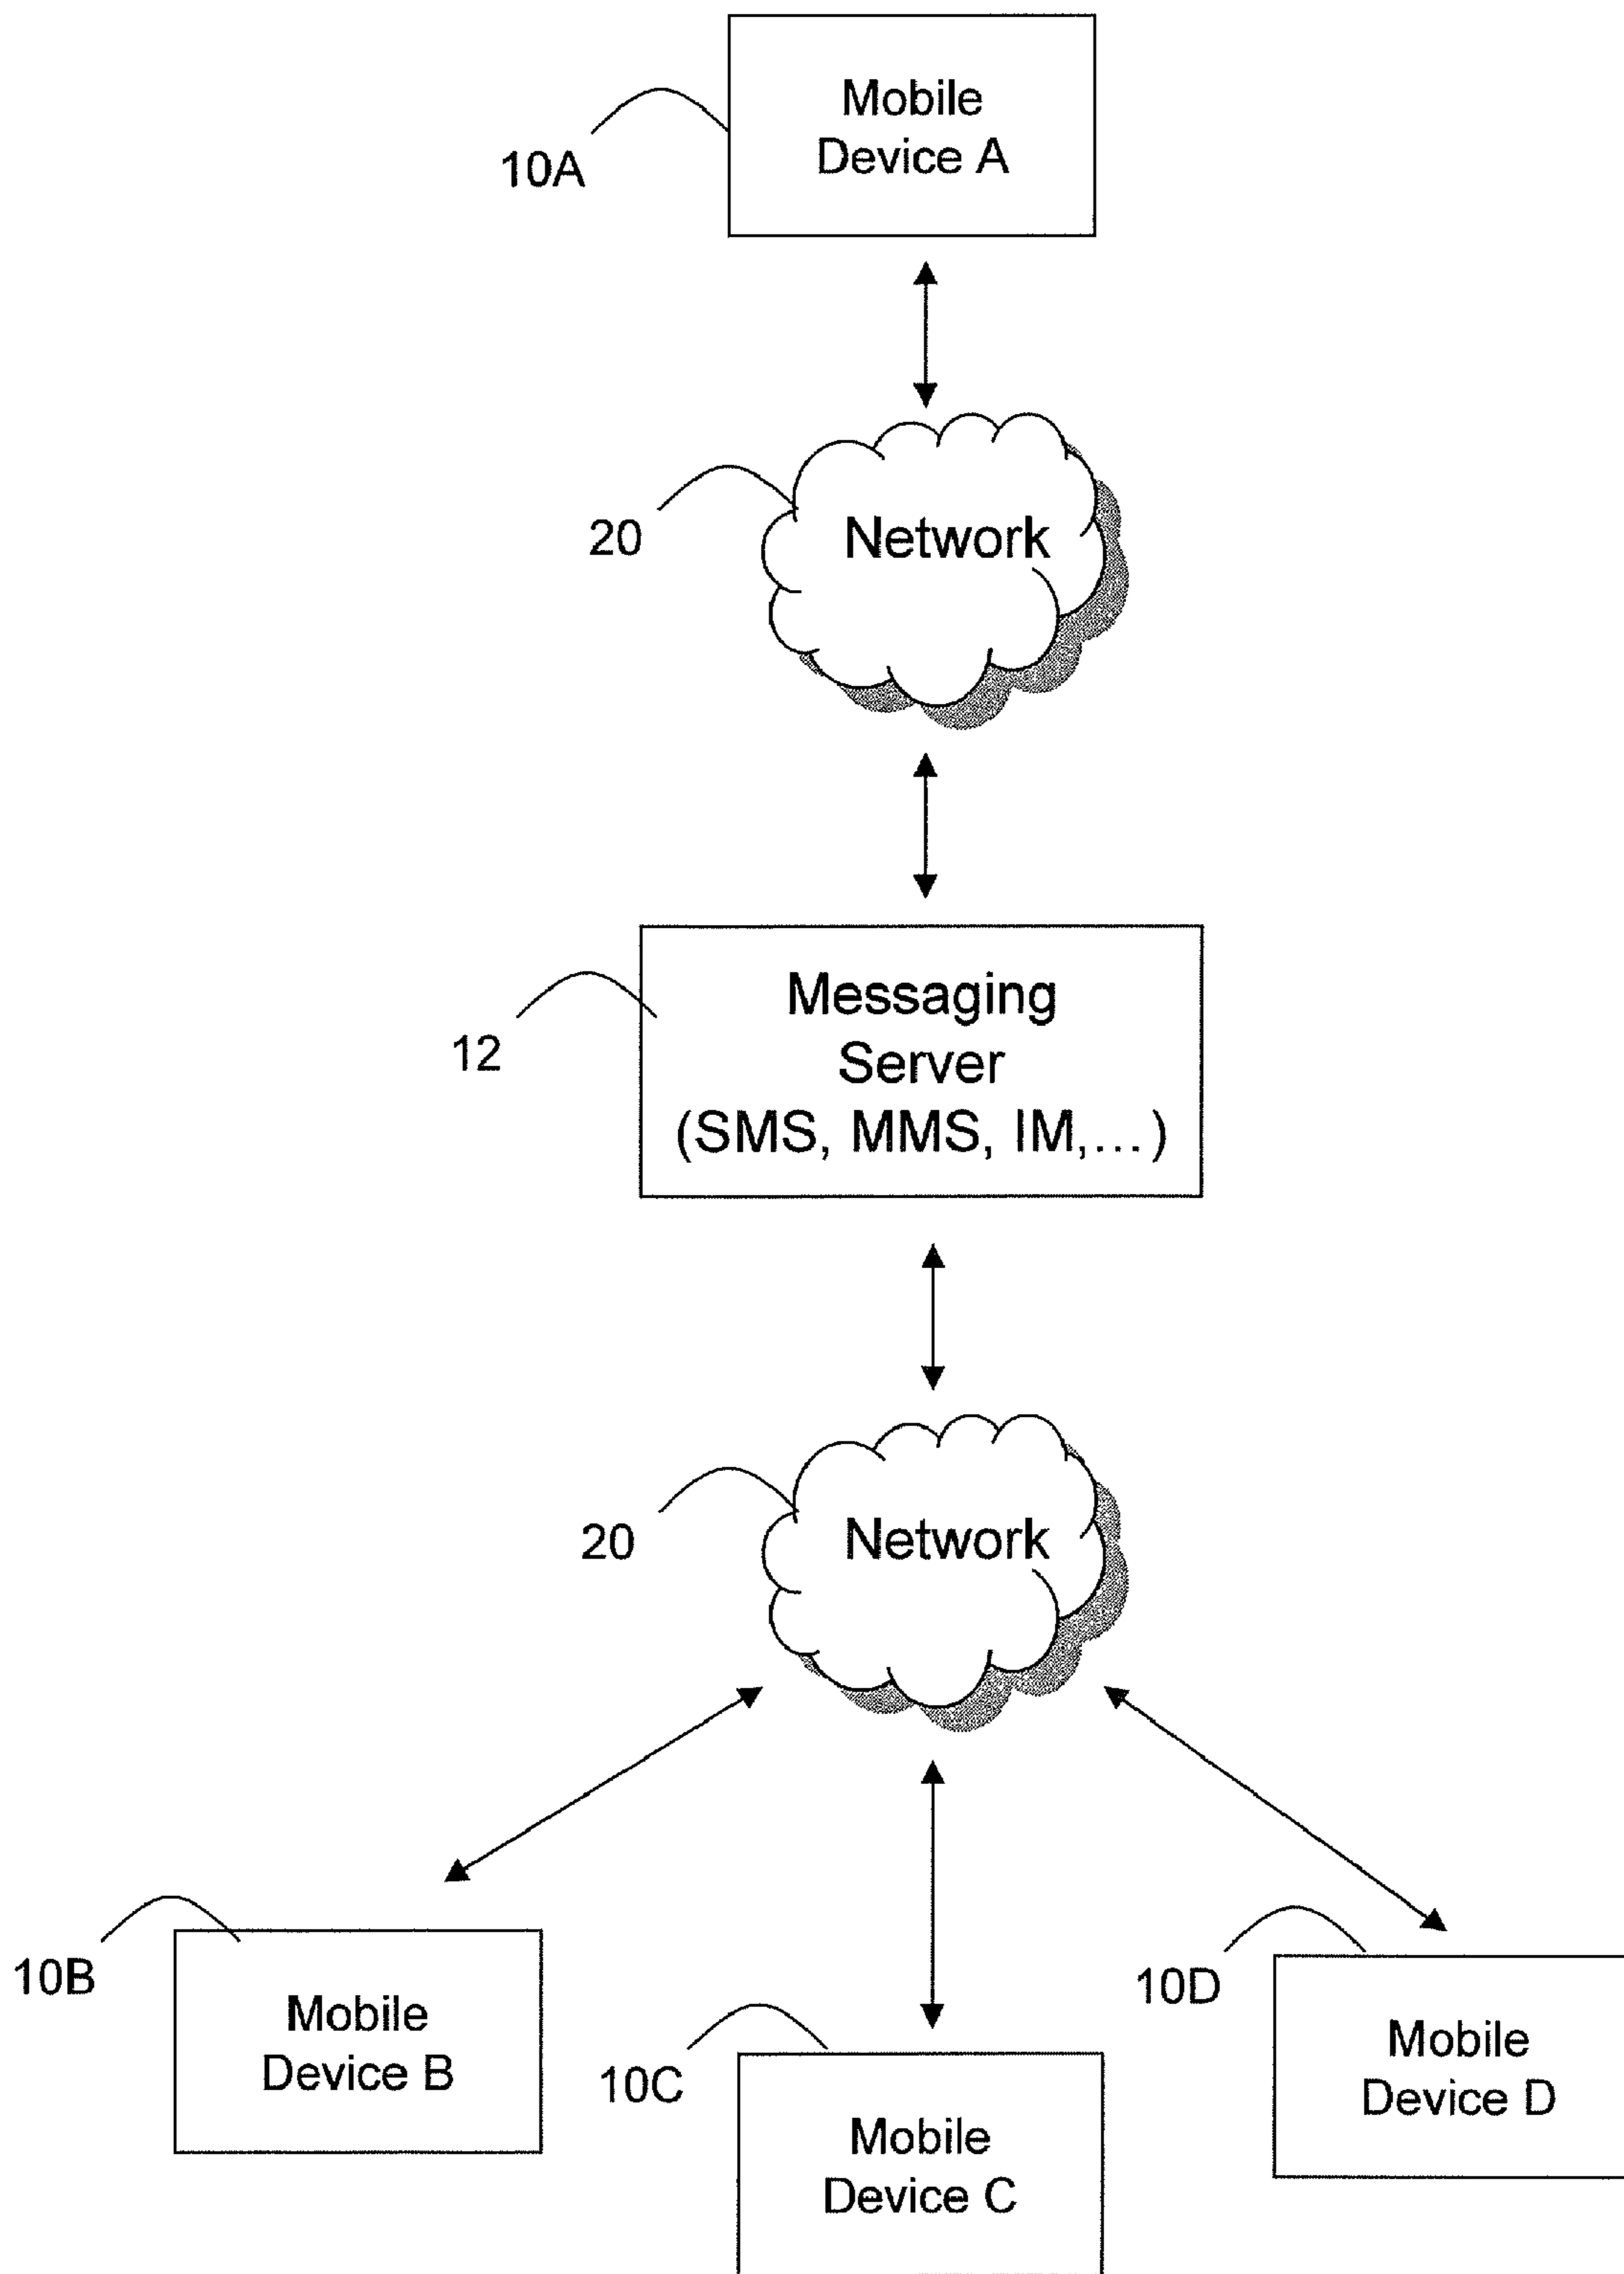 Mobile
Device A
10A
20
Network
12
Messaging
Server
(SMS, MMS, IM,...)
20
Network
10B
Mobile
Device B
10C
Mobile
Device C
10D
Mobile
Device D